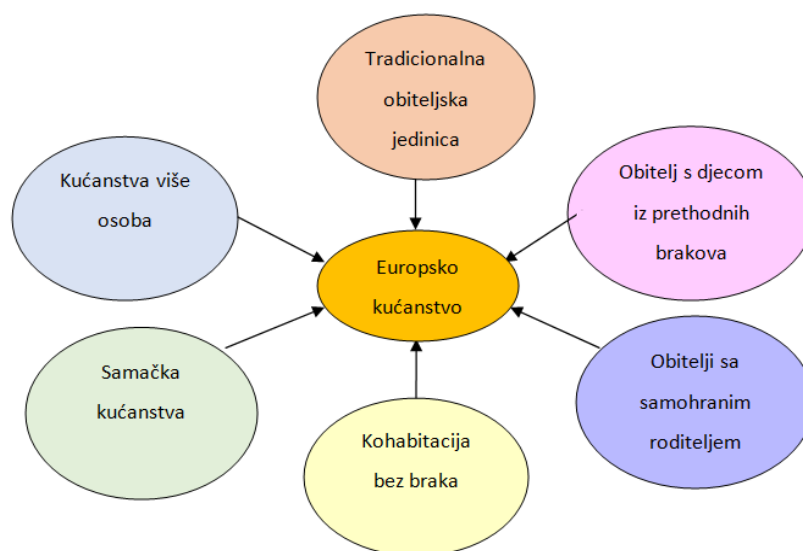 Tradicionalna
obiteljska
jedinica
Kućanstva više
osoba
Obitelj s djecom
iz prethodnih
brakova
Europsko
kućanstvo
Samačka
kućanstva
Obitelji sa
samohranim
roditeljem
Kohabitacija
bez braka